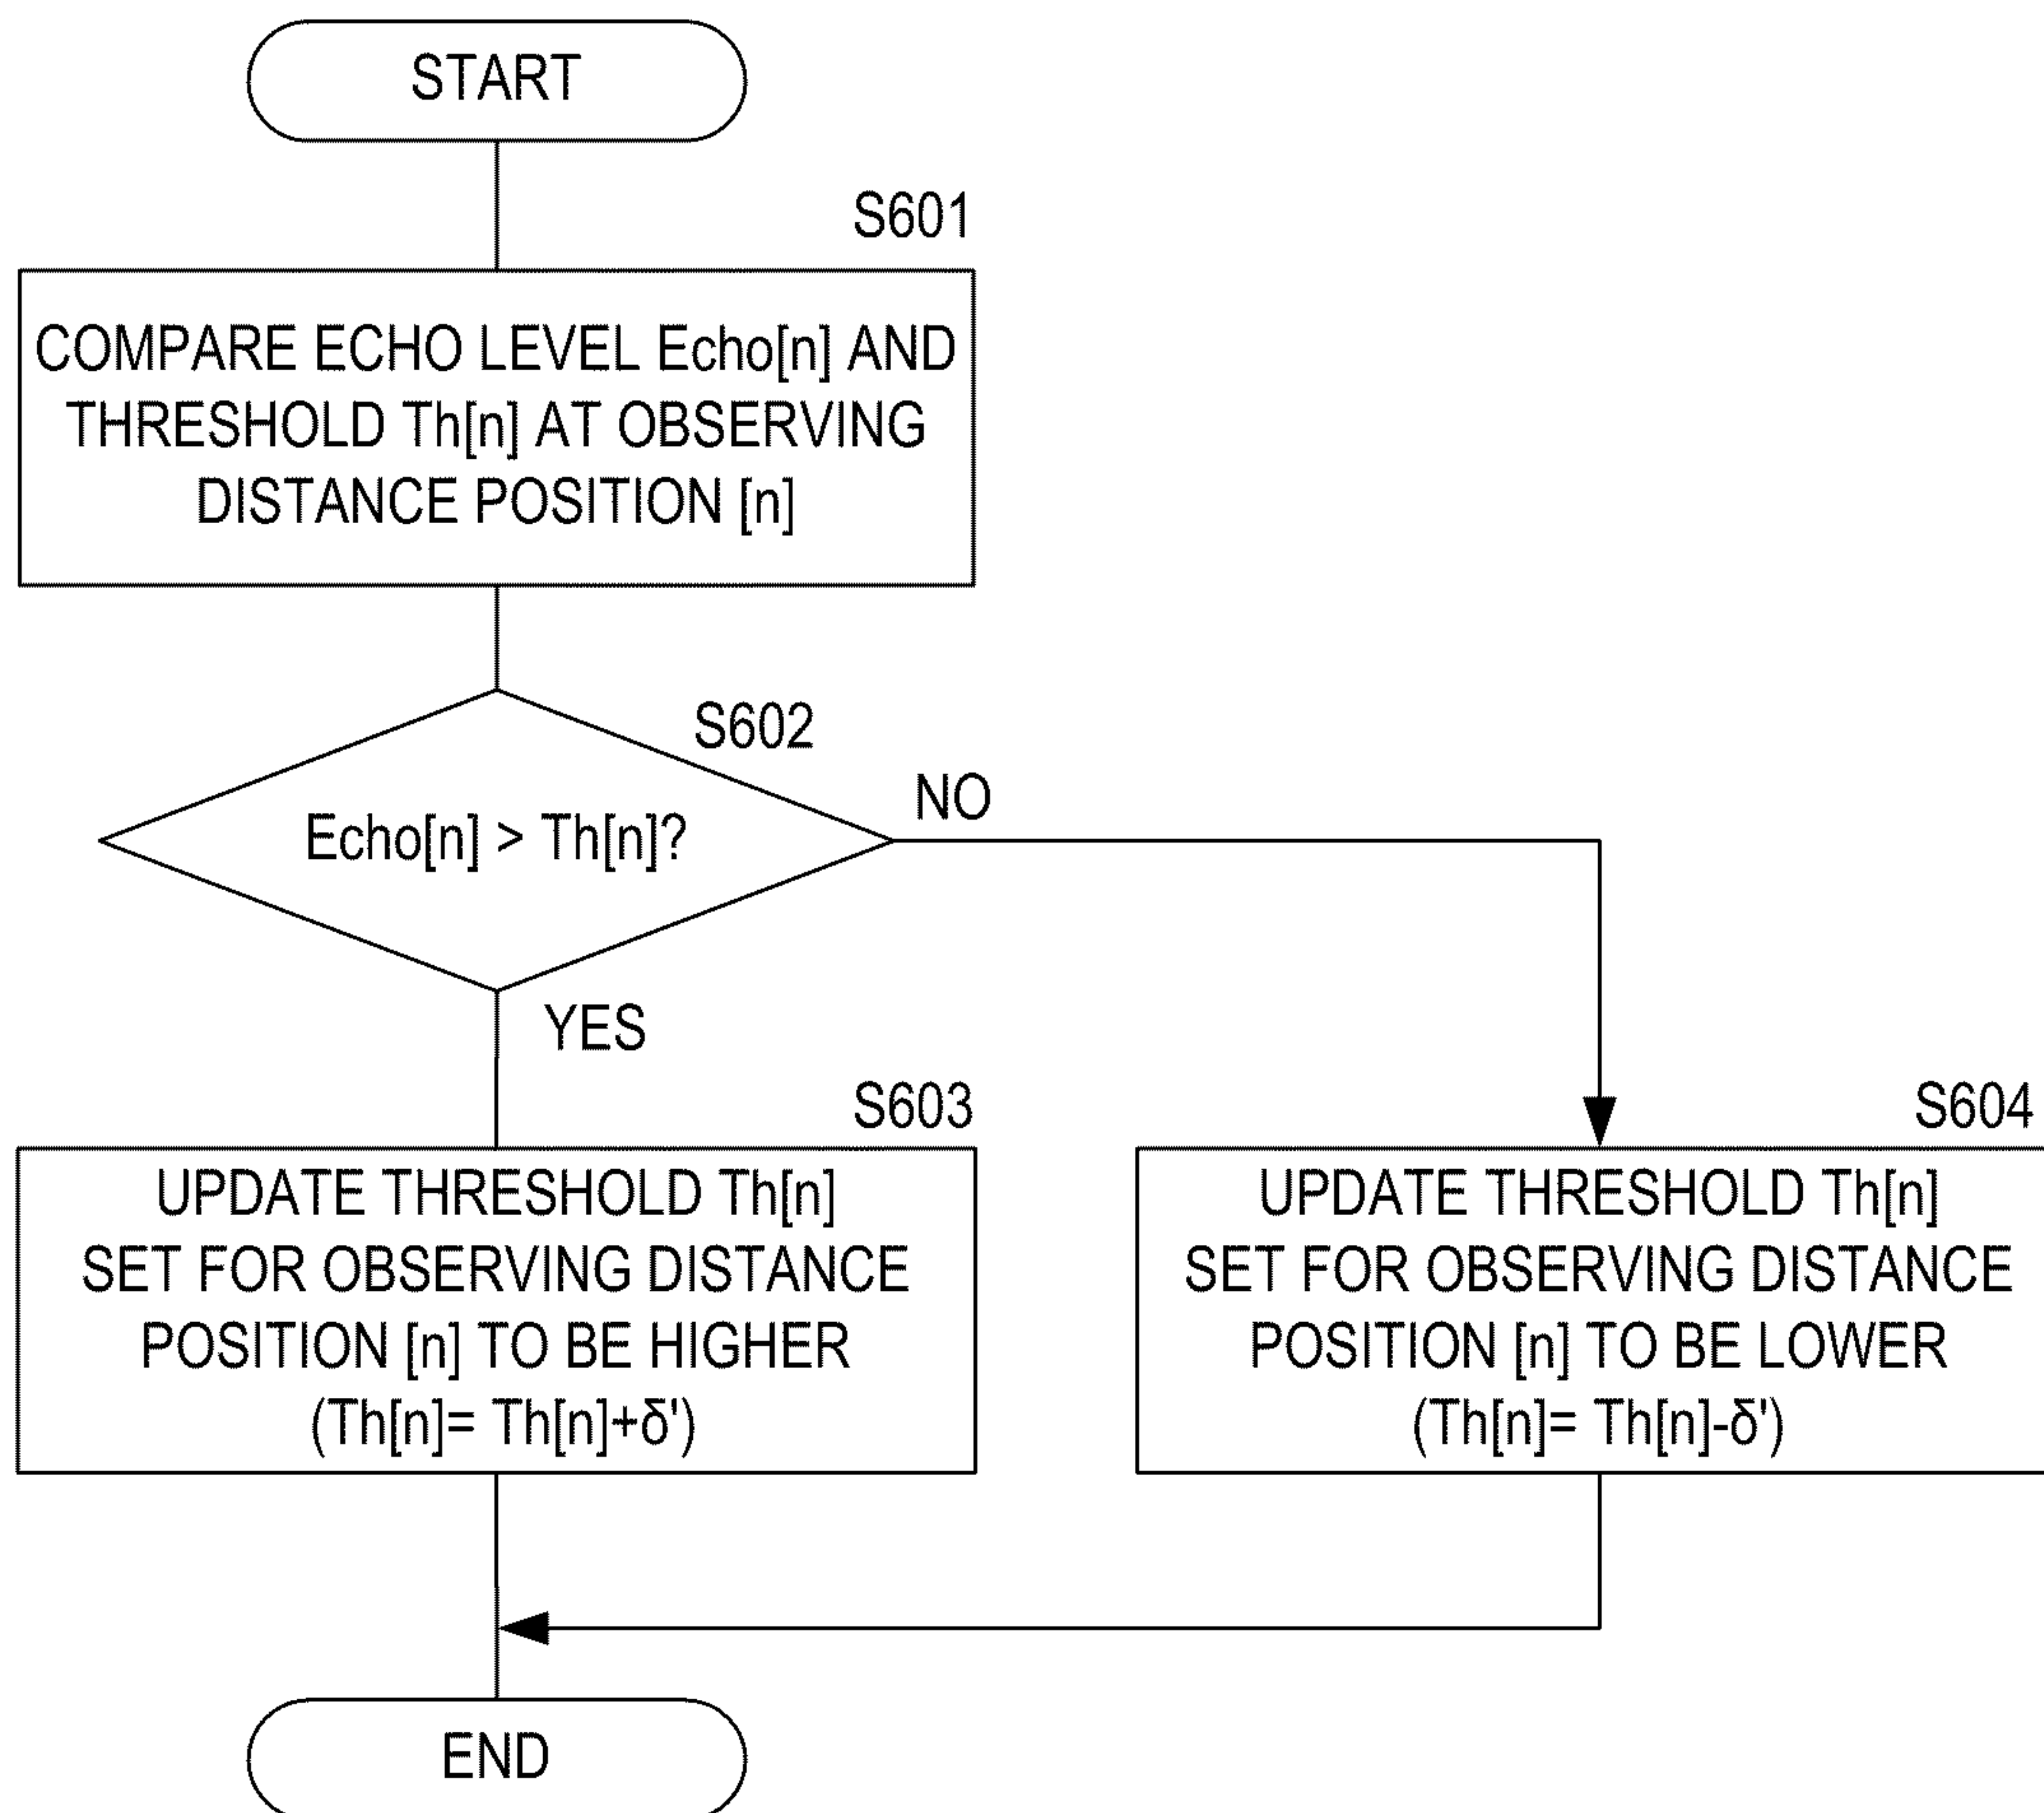 START
S601
COMPARE ECHO LEVEL Echo[n] AND
THRESHOLD Th[n] AT OBSERVING
DISTANCE POSITION [n]
S602
Echo[n] > Th[n]?
NO
YES
S603
UPDATE THRESHOLD Th[n]
SET FOR OBSERVING DISTANCE
POSITION [n] TO BE HIGHER
(Th[n]= Th[n]+δ')
S604
UPDATE THRESHOLD Th[n]
SET FOR OBSERVING DISTANCE
POSITION [n] TO BE LOWER
(Th[n]= Th[n]-δ')
END